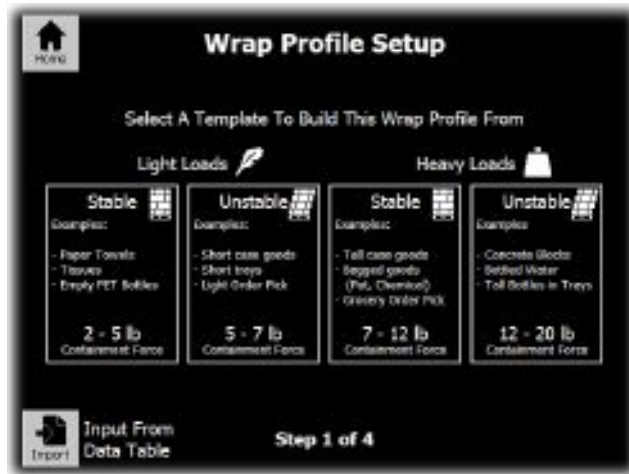 Home
Wrap Profile Setup
Select A Template To Build This Wrap Profile From
Light Loads
Heavy Loads
Stable
Examples:
- Paper Towels
- Tissues
- Empty PET Bottles
2 - 5 lb
Containment Force
Unstable
Examples:
- Short case goods
- Short trays
- Light Order Pick
5 - 7 lb
Containment Force
Stable
Examples:
- Tall case goods
- Bagged goods
(Pet, Chemical)
- Grocery Order Pick
7 - 12 lb
Containment Force
Unstable
Examples
- Concrete Blocks
- Bottled Water
- Tall Bottles in Trays
12 - 20 lb
Containment Force
Import
Input From
Data Table
Step 1 of 4